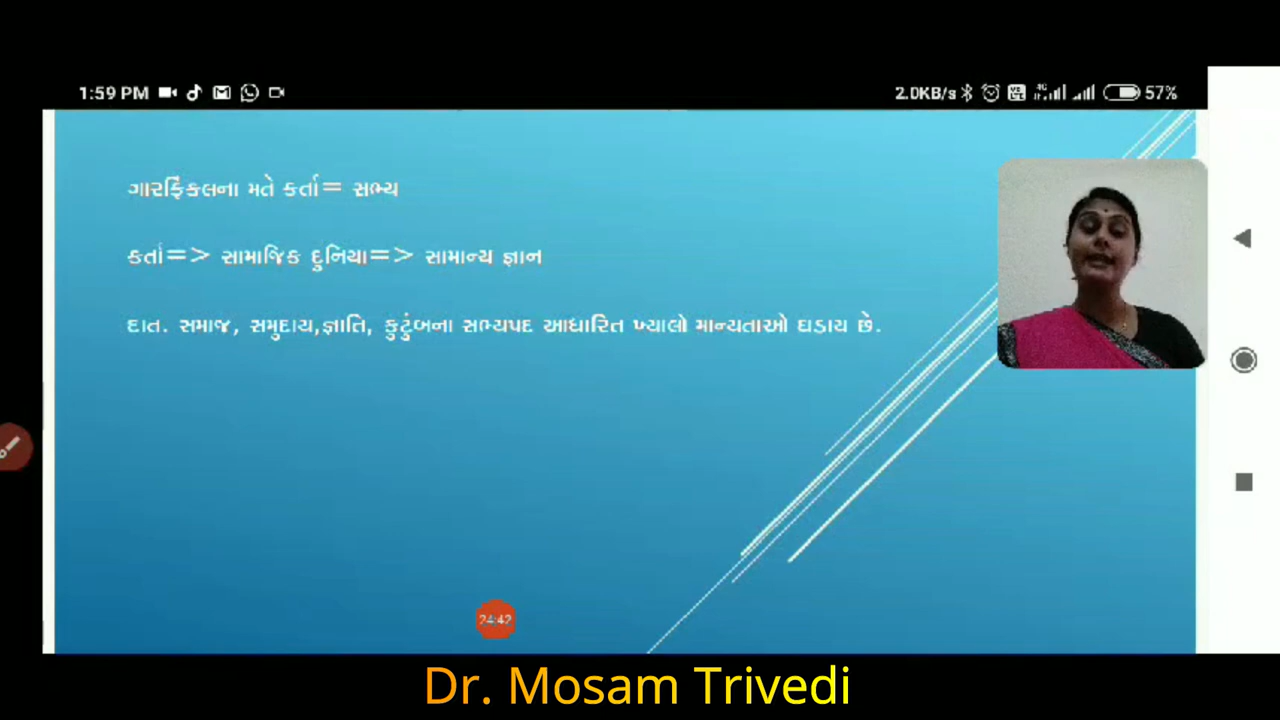 1:59 PM
2.0KB/s 57%
ગારફિંકલના મતે કર્તા= સભ્ય
કર્તા=> સામાજિક દુનિયા=> સામાન્ય જ્ઞાન
દાત. સમાજ, સમુદાય,જ્ઞાતિ, કુટુંબના સભ્યપદ આધારિત ખ્યાલો માન્યતાઓ ઘડાય છે.
24:42
Dr. Mosam Trivedi